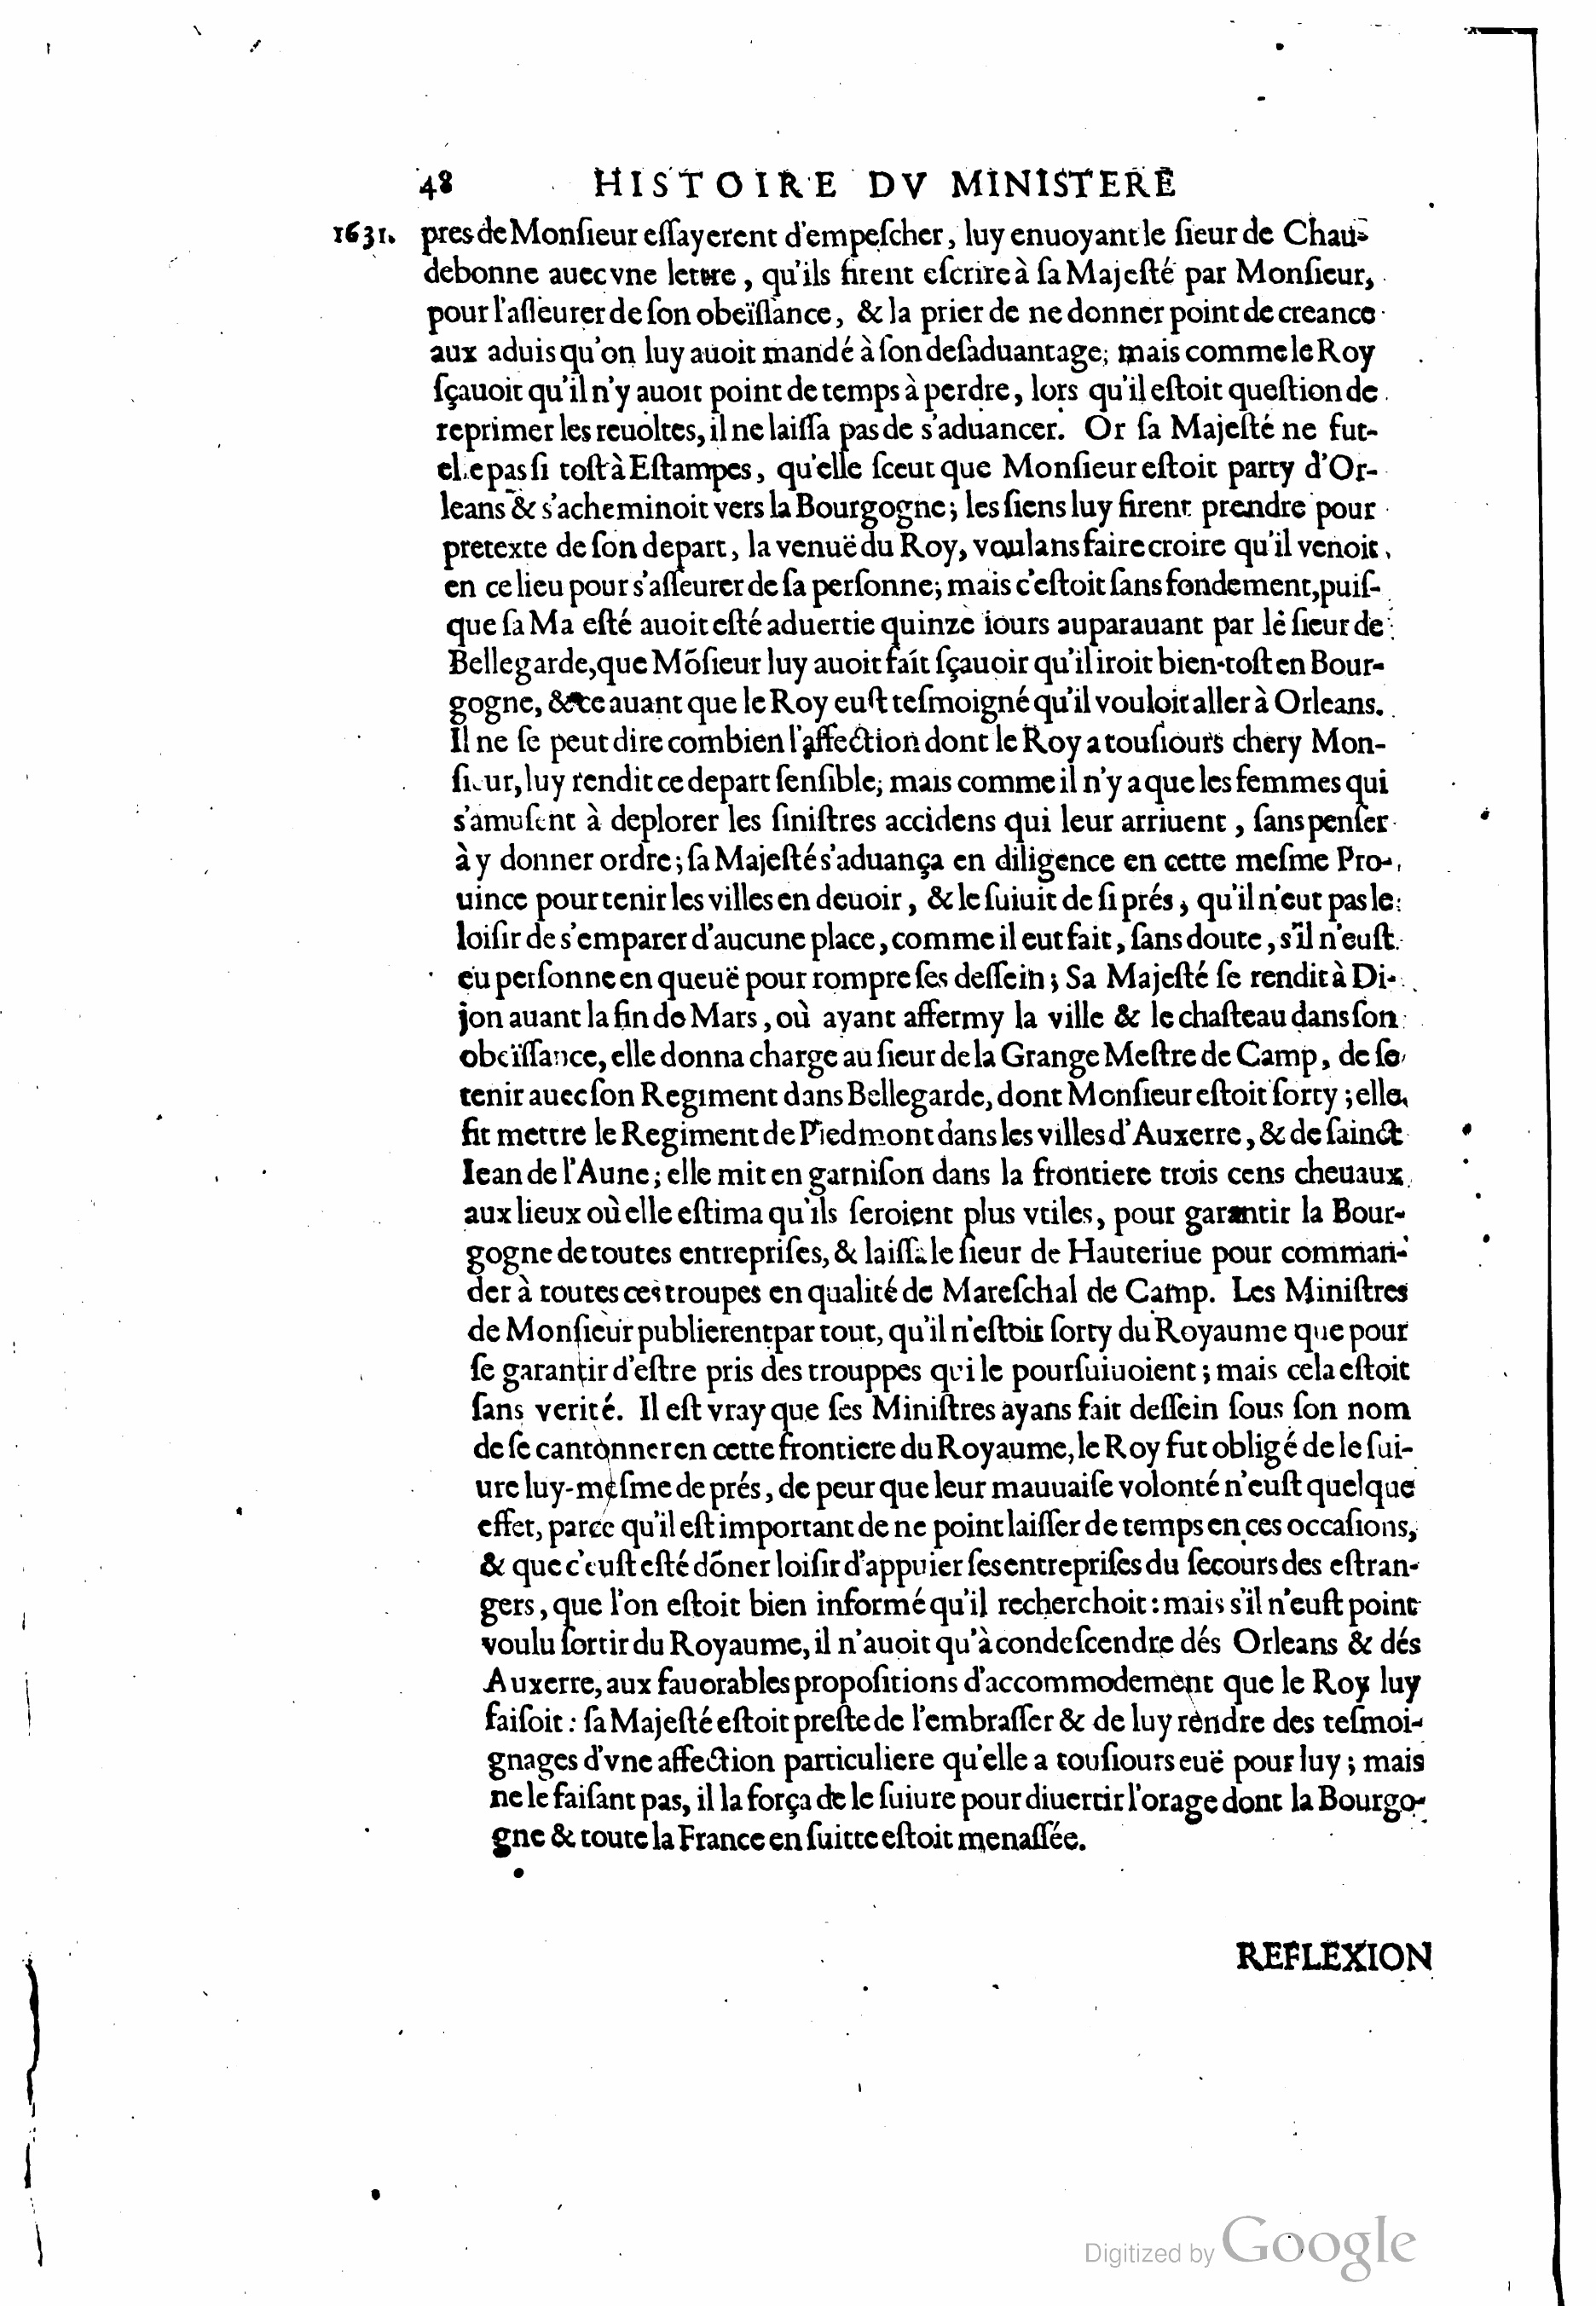 48 HISTOIRE DV MINISTERE
1631. pres de Monſieur eſſayerent d'empeſcher, luy enuoyant le ſieur de Chau-
debonne auec vne lettre, qu'ils firent eſcrire à ſa Majeſté par Monſieur,
pour l'aſſeurer de ſon obeïſſance, & la prier de ne donner point de creance
aux aduis qu'on luy auoit mandé à ſon deſaduantage; mais comme le Roy
ſçauoit qu'il n'y auoit point de temps à perdre, lors qu'il eſtoit queſtion de
reprimer les reuoltes, il ne laiſſa pas de s'aduancer. Or ſa Majeſté ne fut-
elle pas ſi toſt à Eſtampes, qu'elle ſceut que Monſieur eſtoit party d'Or-
leans & s'acheminoit vers la Bourgogne; les ſiens luy firent prendre pour
pretexte de ſon depart, la venuë du Roy, voulans faire croire qu'il venoit
en ce lieu pour s'aſſeurer de ſa perſonne; mais c'eſtoit ſans fondement, puiſ-
que ſa Ma eſté auoit eſté aduertie quinze iours auparauant par le ſieur de
Bellegarde, que Mõſieur luy auoit fait ſçauoir qu'il iroit bien-toſt en Bour-
gogne, & ce auant que le Roy euſt teſmoigné qu'il vouloit aller à Orleans.
Il ne ſe peut dire combien l'affection dont le Roy a touſiours chery Mon-
ſieur, luy rendit ce depart ſenſible; mais comme il n'y a que les femmes qui
s'amuſent à deplorer les ſiniſtres accidens qui leur arriuent, ſans penſer
à y donner ordre; ſa Majeſté s'aduança en diligence en cette meſme Pro-
uince pour tenir les villes en deuoir, & le ſuiuit de ſi prés, qu'il n'eut pas le
loiſir de s'emparer d'aucune place, comme il eut fait, ſans doute, s'il n'euſt
eu perſonne en queuë pour rompre ſes deſſein; Sa Majeſté ſe rendit à Di-
jon auant la fin de Mars, où ayant affermy la ville & le chaſteau dans ſon
obeïſſance, elle donna charge au ſieur de la Grange Meſtre de Camp, de ſe
tenir auec ſon Regiment dans Bellegarde, dont Monſieur eſtoit ſorty; elle
fit mettre le Regiment de Piedmont dans les villes d'Auxerre, & de ſainct
Iean de l'Aune; elle mit en garniſon dans la frontiere trois cens cheuaux
aux lieux où elle eſtima qu'ils ſeroient plus vtiles, pour garantir la Bour-
gogne de toutes entrepriſes, & laiſſa le ſieur de Hauteriue pour comman-
der à toutes ces troupes en qualité de Mareſchal de Camp. Les Miniſtres
de Monſieur publierent par tout, qu'il n'eſtoit ſorty du Royaume que pour
ſe garantir d'eſtre pris des trouppes qui le pourſuiuoient; mais cela eſtoit
ſans verité. Il eſt vray que ſes Miniſtres ayans fait deſſein ſous ſon nom
de ſe cantonner en cette frontiere du Royaume, le Roy fut obligé de le ſui-
ure luy-meſme de prés, de peur que leur mauuaiſe volonté n'euſt quelque
effet, parce qu'il eſt important de ne point laiſſer de temps en ces occaſions,
& que c'euſt eſté dõner loiſir d'appuier ſes entrepriſes du ſecours des eſtran-
gers, que l'on eſtoit bien informé qu'il recherchoit: mais s'il n'euſt point
voulu ſortir du Royaume, il n'auoit qu'à condeſcendre dés Orleans & dés
Auxerre, aux fauorables propoſitions d'accommodement que le Roy luy
faiſoit: ſa Majeſté eſtoit preſte de l'embraſſer & de luy rendre des teſmoi-
gnages d'vne affection particuliere qu'elle a touſiours euë pour luy; mais
ne le faiſant pas, il la força de le ſuiure pour diuertir l'orage dont la Bourgo-
gne & toute la France en ſuitte eſtoit menaſſée.
REFLEXION
Digitized by Google